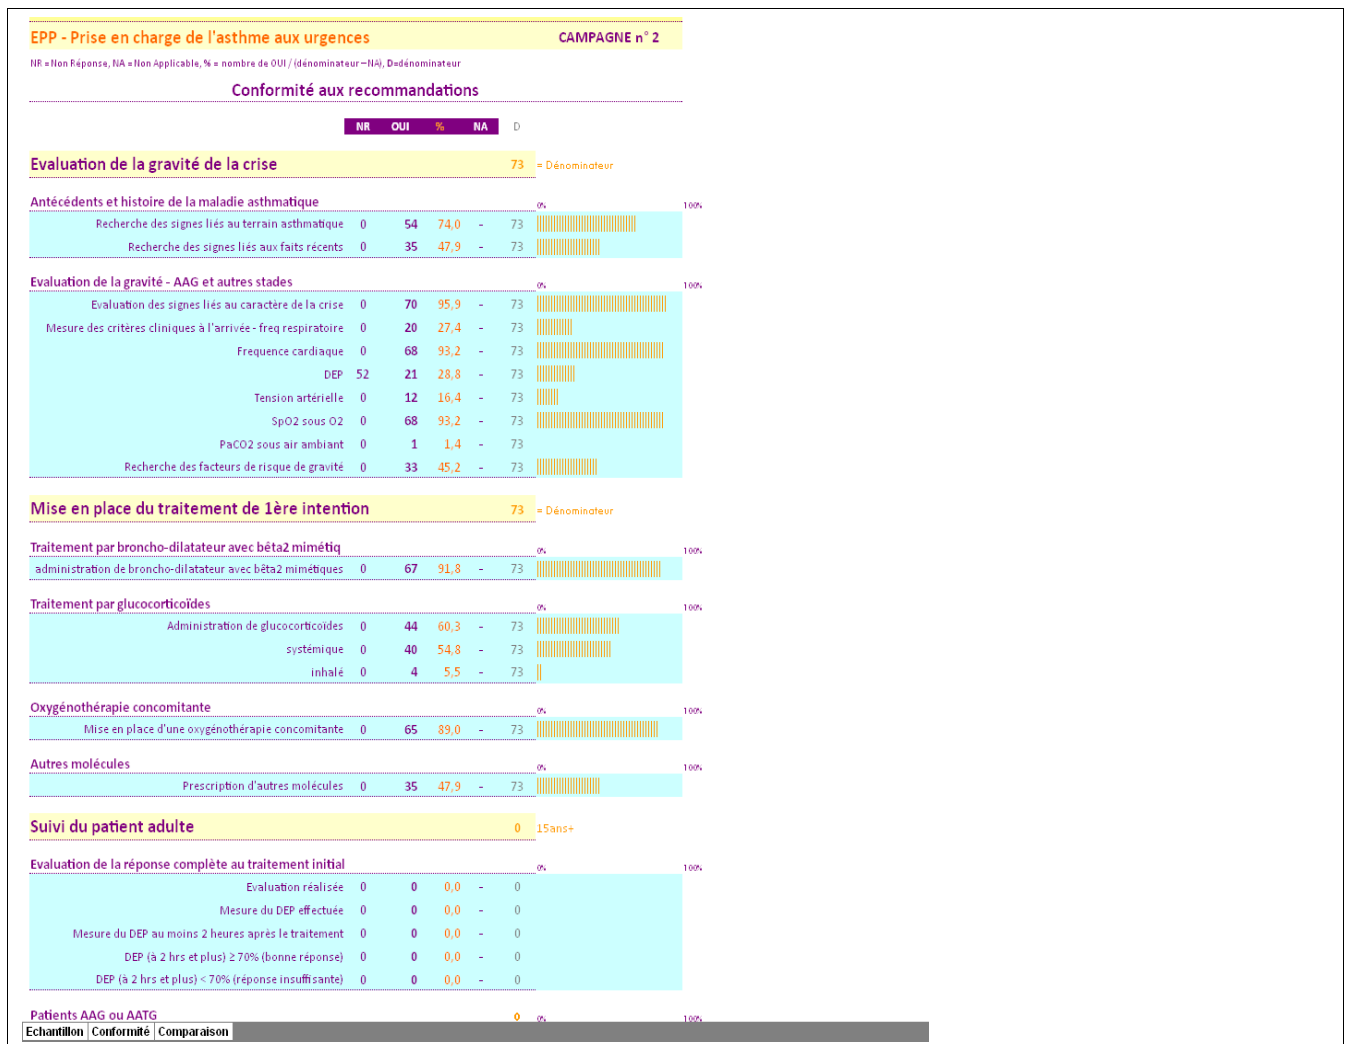 EPP - Prise en charge de l'asthme aux urgences CAMPAGNE n° 2
NR = Non Réponse, NA = Non Applicable, % = nombre de OUI / (dénominateur – NA), D=dénominateur
Conformité aux recommandations
NR OUI % NA D
Evaluation de la gravité de la crise 73 = Dénominateur
Antécédents et histoire de la maladie asthmatique 0% 100%
Recherche des signes liés au terrain asthmatique 0 54 74,0 - 73
Recherche des signes liés aux faits récents 0 35 47,9 - 73
Evaluation de la gravité - AAG et autres stades 0% 100%
Evaluation des signes liés au caractère de la crise 0 70 95,9 - 73
Mesure des critères cliniques à l'arrivée - freq respiratoire 0 20 27,4 - 73
Frequence cardiaque 0 68 93,2 - 73
DEP 52 21 28,8 - 73
Tension artérielle 0 12 16,4 - 73
SpO2 sous O2 0 68 93,2 - 73
PaCO2 sous air ambiant 0 1 1,4 - 73
Recherche des facteurs de risque de gravité 0 33 45,2 - 73
Mise en place du traitement de 1ère intention 73 = Dénominateur
Traitement par broncho-dilatateur avec bêta2 mimétiq 0% 100%
administration de broncho-dilatateur avec bêta2 mimétiques 0 67 91,8 - 73
Traitement par glucocorticoïdes 0% 100%
Administration de glucocorticoïdes 0 44 60,3 - 73
systémique 0 40 54,8 - 73
inhalé 0 4 5,5 - 73
Oxygénothérapie concomitante 0% 100%
Mise en place d'une oxygénothérapie concomitante 0 65 89,0 - 73
Autres molécules 0% 100%
Prescription d'autres molécules 0 35 47,9 - 73
Suivi du patient adulte 0 15ans+
Evaluation de la réponse complète au traitement initial 0% 100%
Evaluation réalisée 0 0 0,0 - 0
Mesure du DEP effectuée 0 0 0,0 - 0
Mesure du DEP au moins 2 heures après le traitement 0 0 0,0 - 0
DEP (à 2 hrs et plus) ≥ 70% (bonne réponse) 0 0 0,0 - 0
DEP (à 2 hrs et plus) < 70% (réponse insuffisante) 0 0 0,0 - 0
Patients AAG ou AATG 0 0% 100%
Echantillon Conformité Comparaison